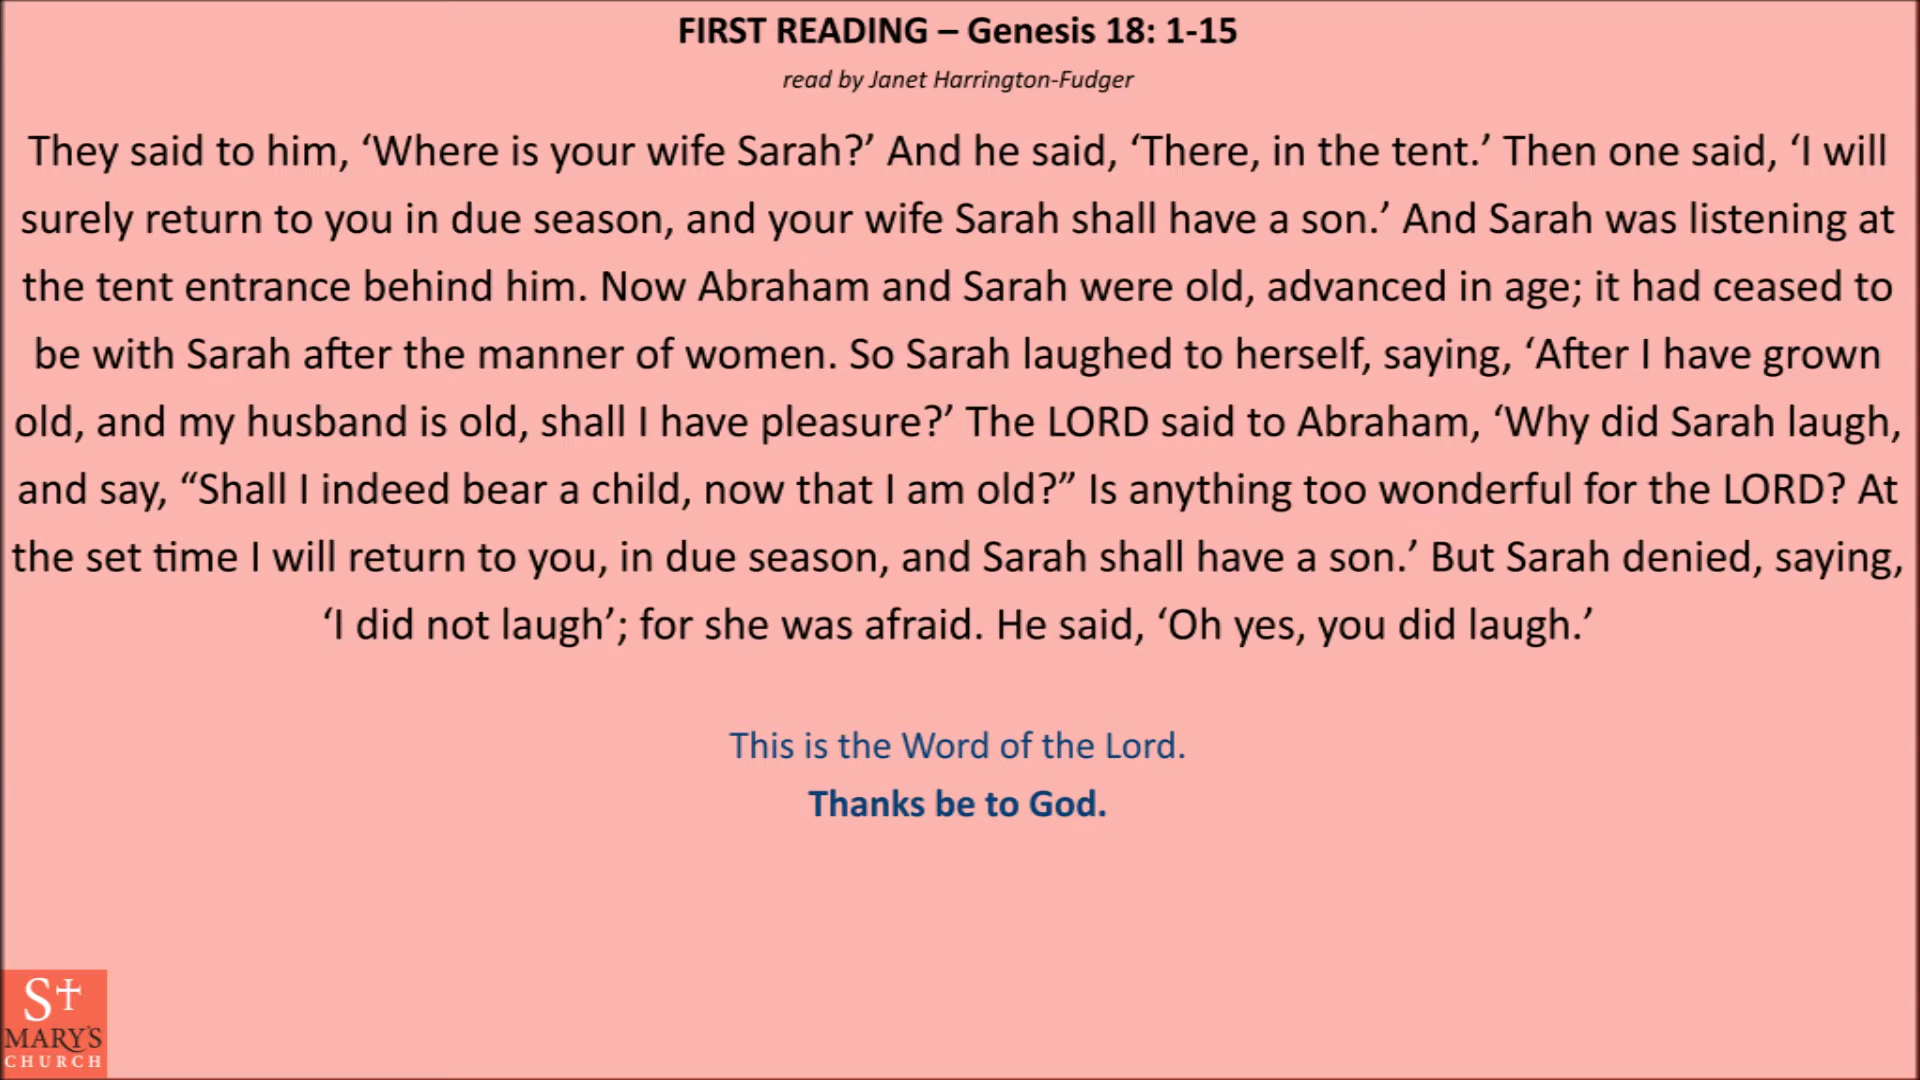 FIRST READING – Genesis 18: 1-15
read by Janet Harrington-Fudger
They said to him, ‘Where is your wife Sarah?’ And he said, ‘There, in the tent.’ Then one said, ‘I will
surely return to you in due season, and your wife Sarah shall have a son.’ And Sarah was listening at
the tent entrance behind him. Now Abraham and Sarah were old, advanced in age; it had ceased to
be with Sarah after the manner of women. So Sarah laughed to herself, saying, ‘After I have grown
old, and my husband is old, shall I have pleasure?’ The LORD said to Abraham, ‘Why did Sarah laugh,
and say, “Shall I indeed bear a child, now that I am old?” Is anything too wonderful for the LORD? At
the set time I will return to you, in due season, and Sarah shall have a son.’ But Sarah denied, saying,
‘I did not laugh’; for she was afraid. He said, ‘Oh yes, you did laugh.’
This is the Word of the Lord.
Thanks be to God.
St
MARY'S
CHURCH